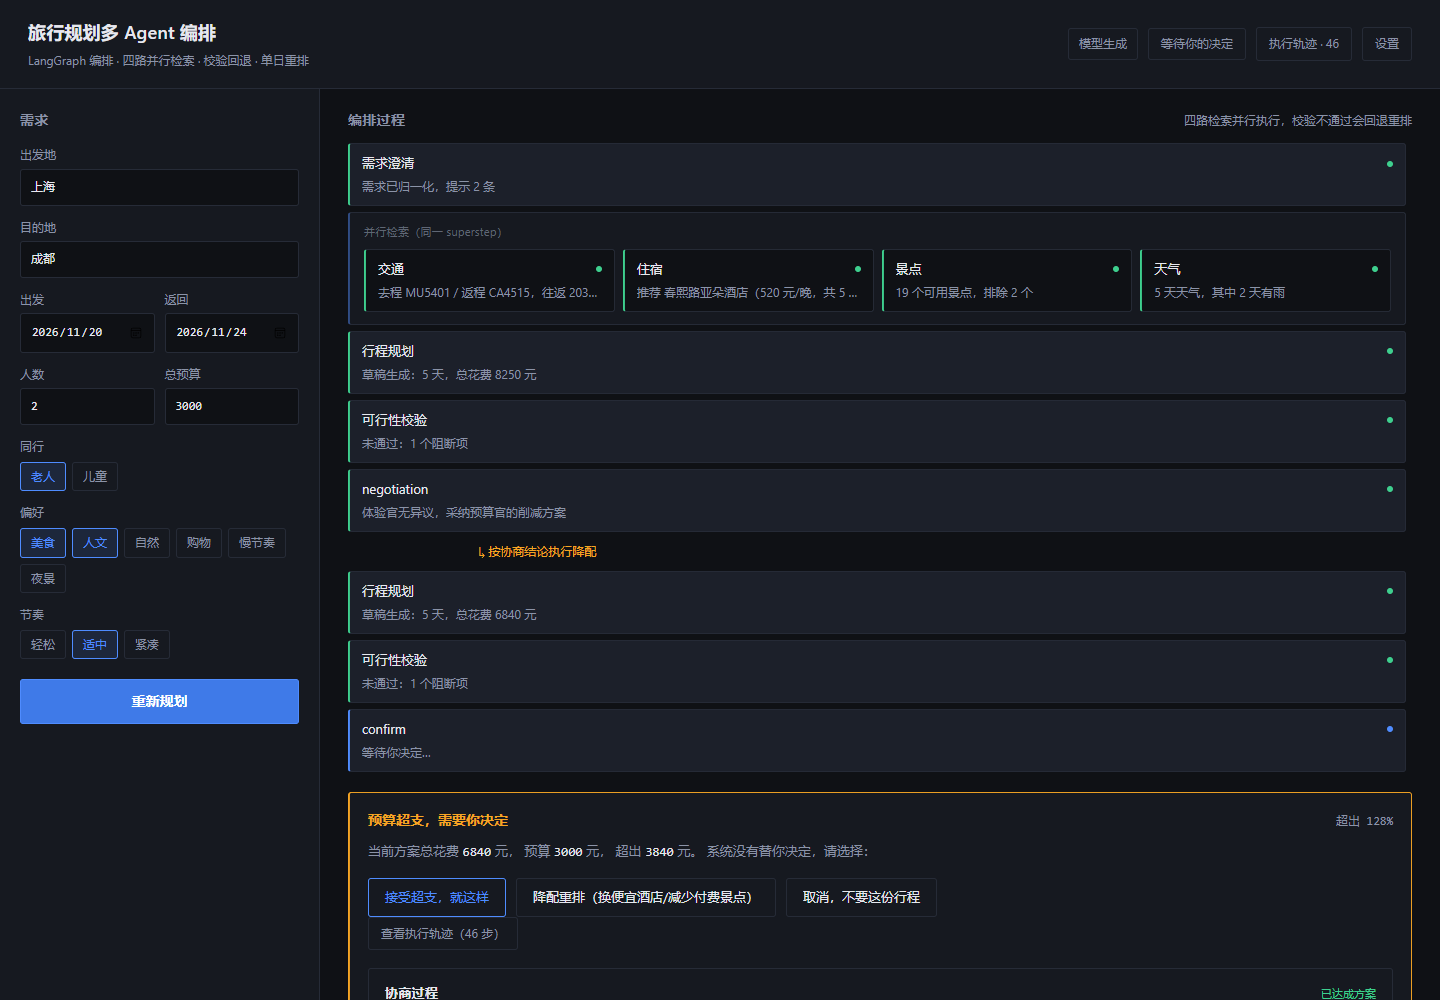 旅行规划多 Agent 编排
LangGraph 编排 · 四路并行检索 · 校验回退 · 单日重排
模型生成
等待你的决定
执行轨迹 · 46
设置
需求
出发地
上海
目的地
成都
出发
返回
2026/11/20
2026/11/24
人数
总预算
2
3000
同行
老人
儿童
偏好
美食
人文
自然
购物
慢节奏
夜景
节奏
轻松
适中
紧凑
重新规划
编排过程
四路检索并行执行，校验不通过会回退重排
需求澄清
需求已归一化，提示 2 条
并行检索（同一 superstep）
交通
去程 MU5401 / 返程 CA4515，往返 203...
住宿
推荐 春熙路亚朵酒店（520 元/晚，共 5 ...
景点
19 个可用景点，排除 2 个
天气
5 天天气，其中 2 天有雨
行程规划
草稿生成：5 天，总花费 8250 元
可行性校验
未通过：1 个阻断项
negotiation
体验官无异议，采纳预算官的削减方案
↳ 按协商结论执行降配
行程规划
草稿生成：5 天，总花费 6840 元
可行性校验
未通过：1 个阻断项
confirm
等待你决定...
预算超支，需要你决定
超出 128%
当前方案总花费 6840 元， 预算 3000 元， 超出 3840 元。 系统没有替你决定，请选择：
接受超支，就这样
降配重排（换便宜酒店/减少付费景点）
取消，不要这份行程
查看执行轨迹（46 步）
协商过程
已达成方案